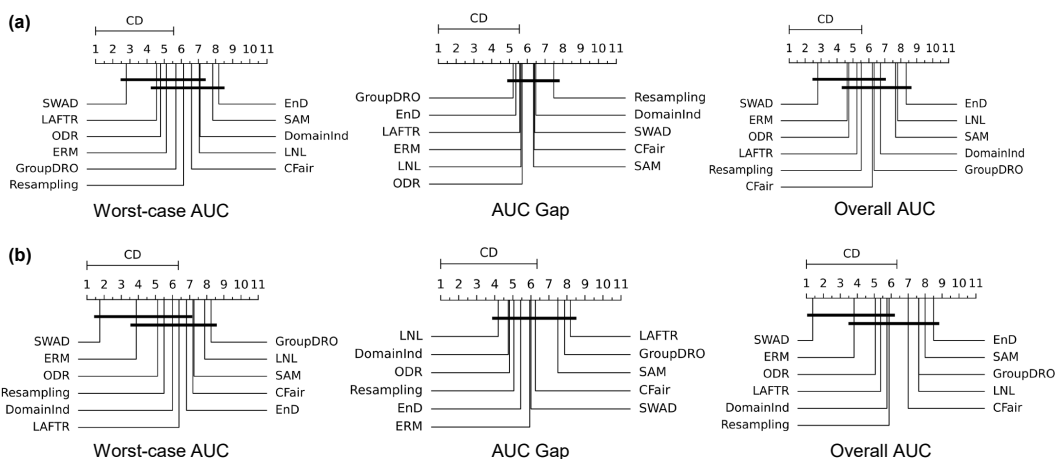 (a)
CD
1 2 3 4 5 6 7 8 9 10 11
SWAD
LAFTR
ODR
ERM
GroupDRO
Resampling
EnD
SAM
DomainInd
LNL
CFair
Worst-case AUC
CD
1 2 3 4 5 6 7 8 9 10 11
GroupDRO
EnD
LAFTR
ERM
LNL
ODR
Resampling
DomainInd
SWAD
CFair
SAM
AUC Gap
CD
1 2 3 4 5 6 7 8 9 10 11
SWAD
ERM
ODR
LAFTR
Resampling
CFair
EnD
LNL
SAM
DomainInd
GroupDRO
Overall AUC
(b)
CD
1 2 3 4 5 6 7 8 9 10 11
SWAD
ERM
ODR
Resampling
DomainInd
LAFTR
GroupDRO
LNL
SAM
CFair
EnD
Worst-case AUC
CD
1 2 3 4 5 6 7 8 9 10 11
LNL
DomainInd
ODR
Resampling
EnD
ERM
LAFTR
GroupDRO
SAM
CFair
SWAD
AUC Gap
CD
1 2 3 4 5 6 7 8 9 10 11
SWAD
ERM
ODR
LAFTR
DomainInd
Resampling
EnD
SAM
GroupDRO
LNL
CFair
Overall AUC